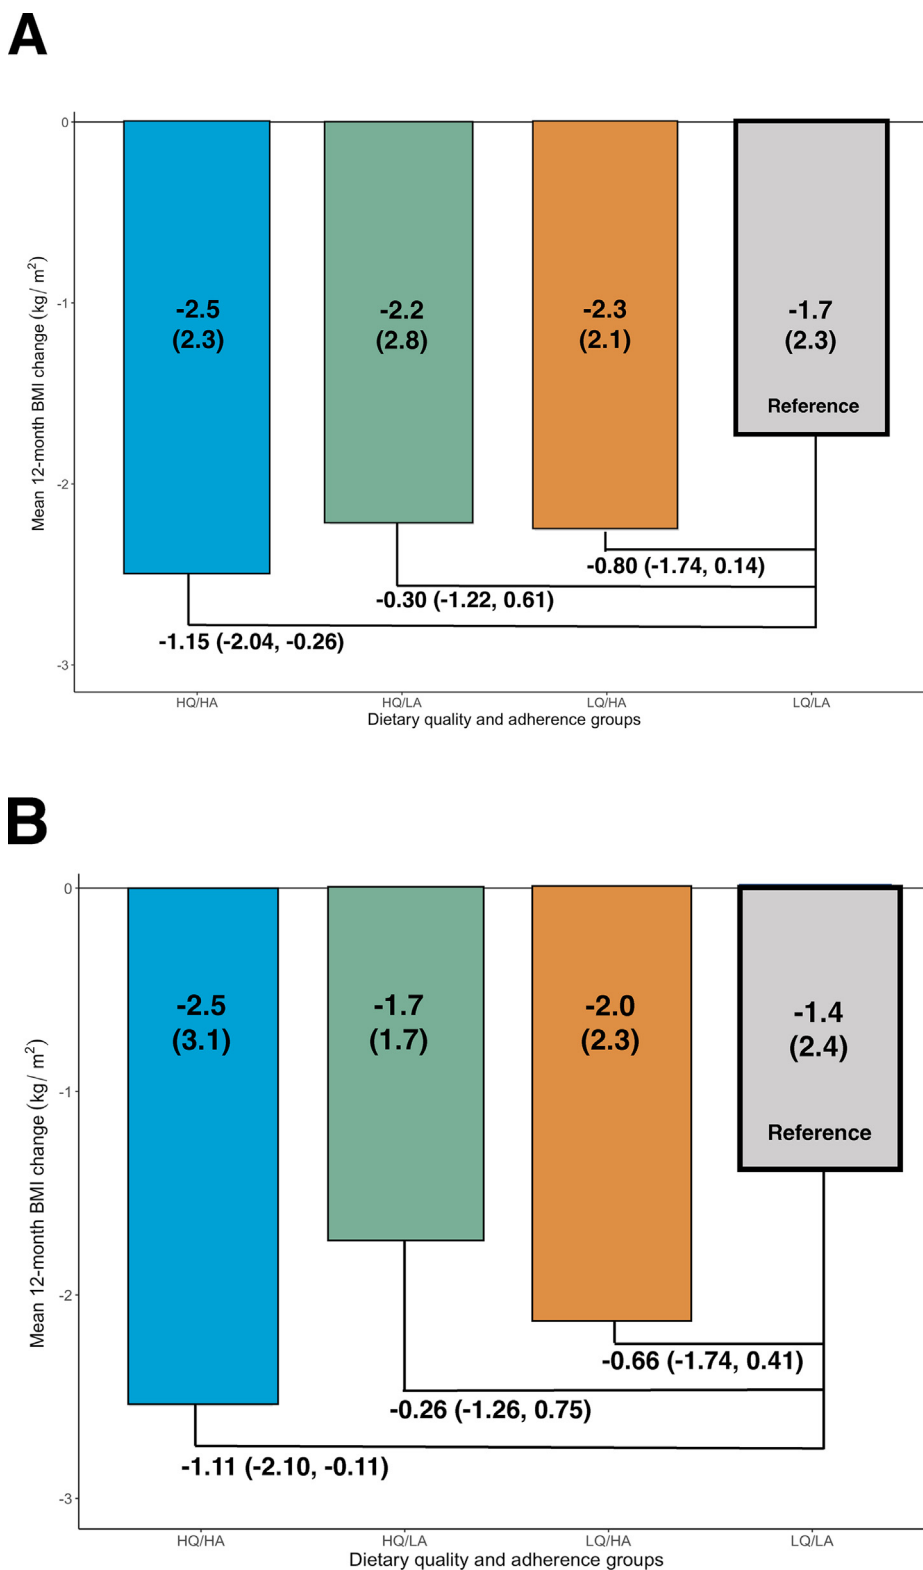 A
0
-1
-2
-3
Mean 12-month BMI change (kg/ m²)
-2.5
(2.3)
-2.2
(2.8)
-2.3
(2.1)
-1.7
(2.3)
Reference
-0.80 (-1.74, 0.14)
-0.30 (-1.22, 0.61)
-1.15 (-2.04, -0.26)
HQ/HA HQ/LA LQ/HA LQ/LA
Dietary quality and adherence groups
B
0
-1
-2
-3
Mean 12-month BMI change (kg/ m²)
-2.5
(3.1)
-1.7
(1.7)
-2.0
(2.3)
-1.4
(2.4)
Reference
-0.66 (-1.74, 0.41)
-0.26 (-1.26, 0.75)
-1.11 (-2.10, -0.11)
HQ/HA HQ/LA LQ/HA LQ/LA
Dietary quality and adherence groups